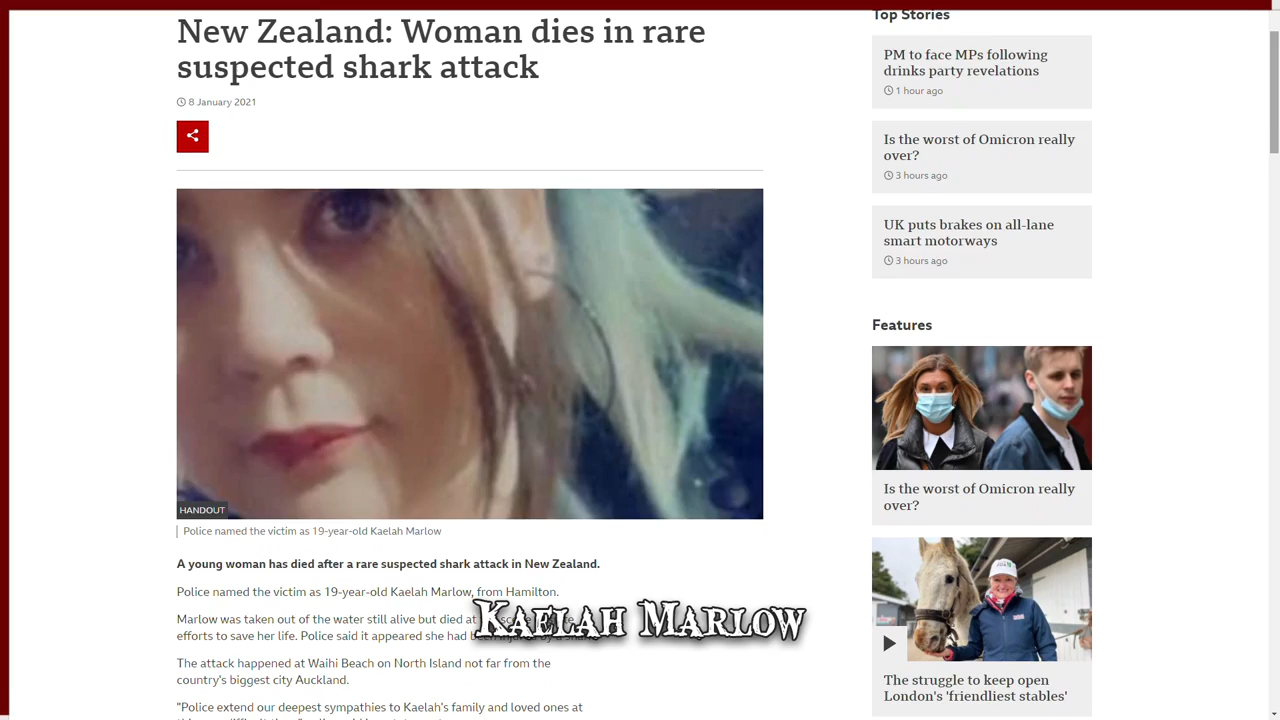 New Zealand: Woman dies in rare
suspected shark attack
8 January 2021
HANDOUT
Police named the victim as 19-year-old Kaelah Marlow
A young woman has died after a rare suspected shark attack in New Zealand.
Police named the victim as 19-year-old Kaelah Marlow, from Hamilton.
Marlow was taken out of the water still alive but died at
efforts to save her life. Police said it appeared she had
KAELAH MARLOW
The attack happened at Waihi Beach on North Island not far from the
country's biggest city Auckland.
"Police extend our deepest sympathies to Kaelah's family and loved ones at
Top Stories
PM to face MPs following
drinks party revelations
1 hour ago
Is the worst of Omicron really
over?
3 hours ago
UK puts brakes on all-lane
smart motorways
3 hours ago
Features
Is the worst of Omicron really
over?
The struggle to keep open
London's 'friendliest stables'